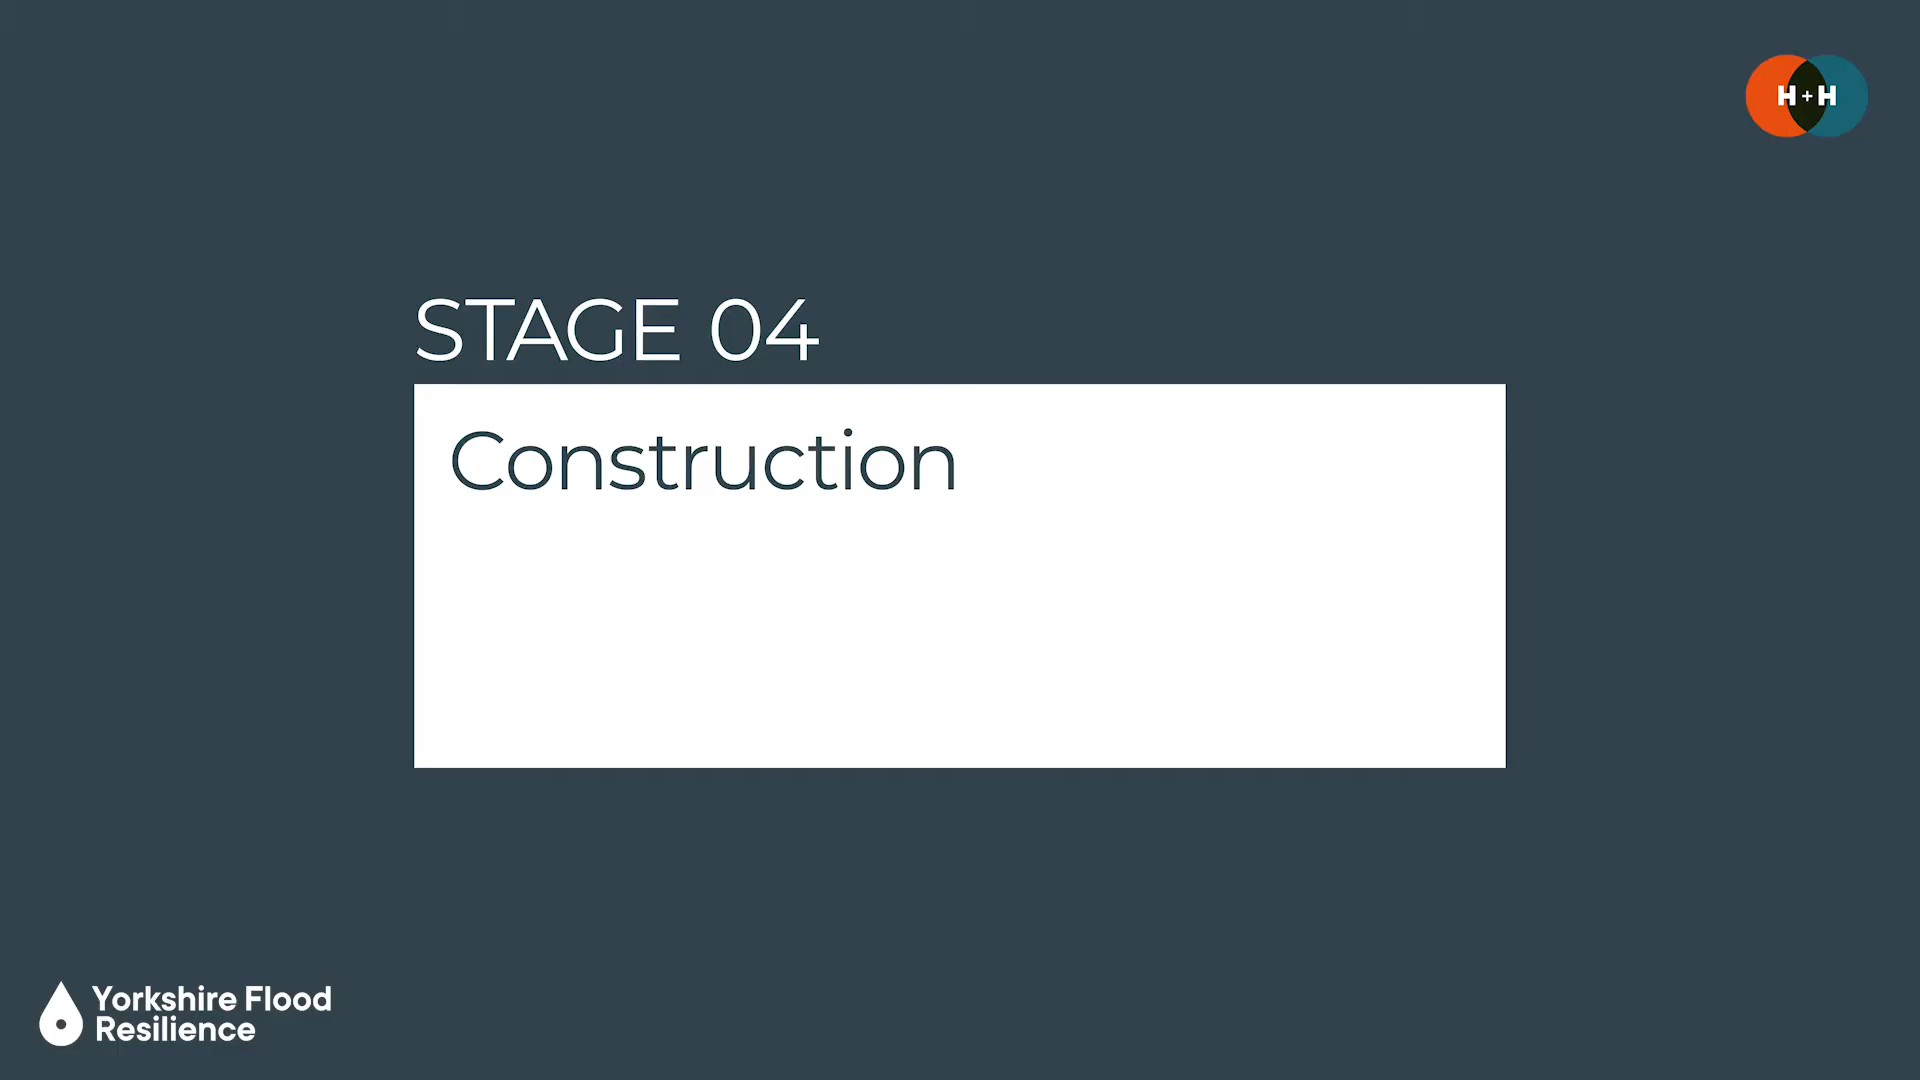 H+H
STAGE 04
Construction
Yorkshire Flood
Resilience